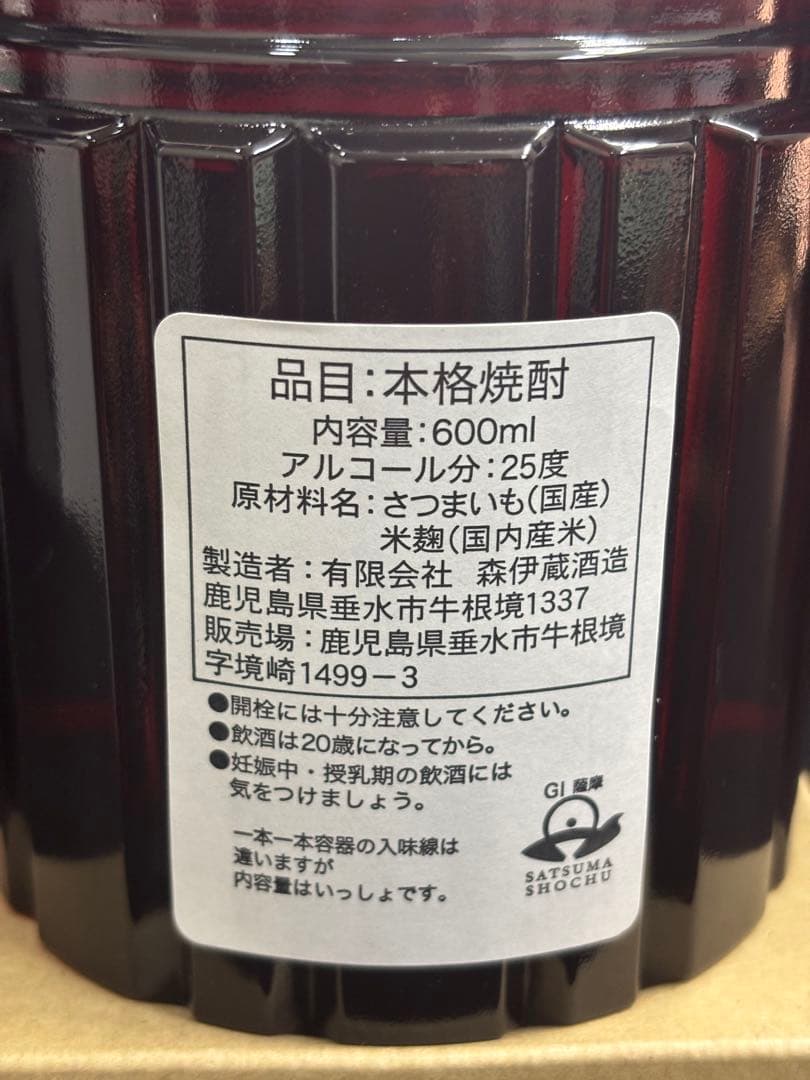 品目:本格焼酎
内容量:600ml
アルコール分:25度
原材料名:さつまいも(国産)
米麹(国内産米)
製造者:有限会社 森伊蔵酒造
鹿児島県垂水市牛根境1337
販売場:鹿児島県垂水市牛根境
字境崎1499-3
●開栓には十分注意してください。
●飲酒は20歳になってから。
●妊娠中・授乳期の飲酒には
気をつけましょう。
一本一本容器の入味線は
違いますが
内容量はいっしょです。
GI 薩摩
SATSUMA
SHOCHU